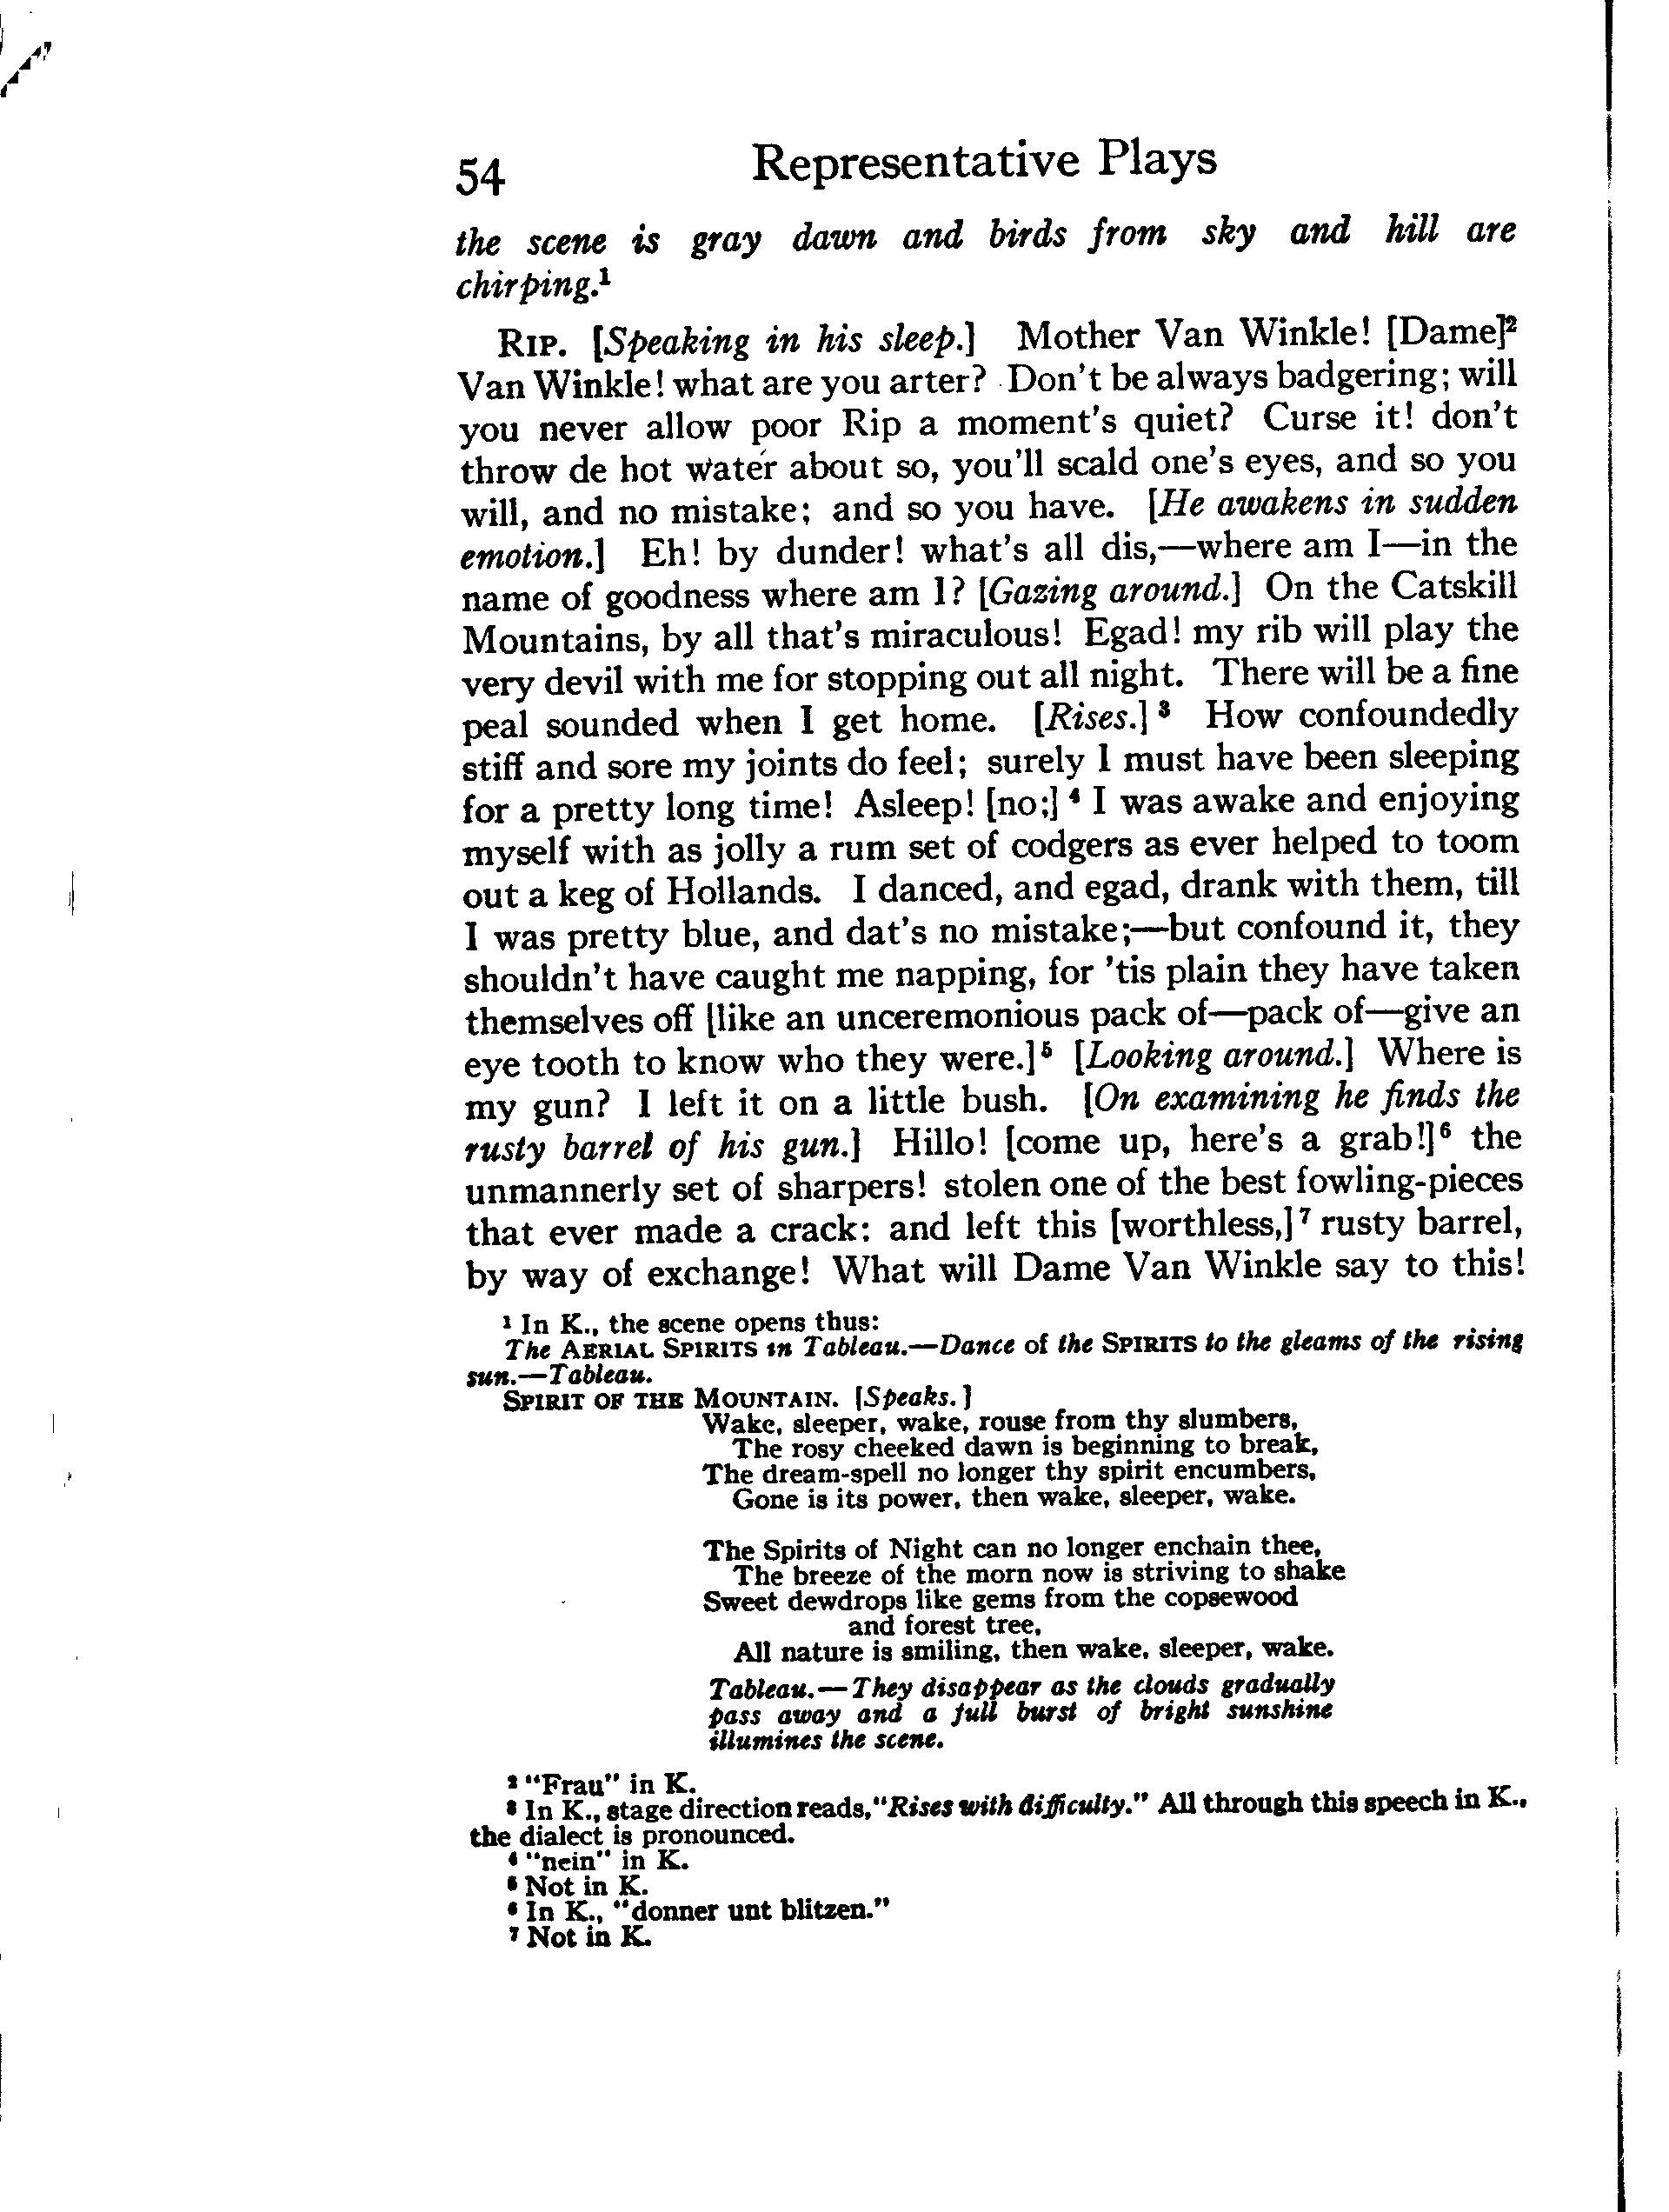 54 Representative Plays
the scene is gray dawn and birds from sky and hill are
chirping.¹
RIP. [Speaking in his sleep.] Mother Van Winkle! [Dame]²
Van Winkle! what are you arter? Don't be always badgering; will
you never allow poor Rip a moment's quiet? Curse it! don't
throw de hot water about so, you'll scald one's eyes, and so you
will, and no mistake; and so you have. [He awakens in sudden
emotion.] Eh! by dunder! what's all dis,—where am I—in the
name of goodness where am I? [Gazing around.] On the Catskill
Mountains, by all that's miraculous! Egad! my rib will play the
very devil with me for stopping out all night. There will be a fine
peal sounded when I get home. [Rises.]³ How confoundedly
stiff and sore my joints do feel; surely I must have been sleeping
for a pretty long time! Asleep! [no;]⁴ I was awake and enjoying
myself with as jolly a rum set of codgers as ever helped to toom
out a keg of Hollands. I danced, and egad, drank with them, till
I was pretty blue, and dat's no mistake;—but confound it, they
shouldn't have caught me napping, for 'tis plain they have taken
themselves off [like an unceremonious pack of—pack of—give an
eye tooth to know who they were.]⁵ [Looking around.] Where is
my gun? I left it on a little bush. [On examining he finds the
rusty barrel of his gun.] Hillo! [come up, here's a grab!]⁶ the
unmannerly set of sharpers! stolen one of the best fowling-pieces
that ever made a crack: and left this [worthless,]⁷ rusty barrel,
by way of exchange! What will Dame Van Winkle say to this!
¹ In K., the scene opens thus:
The AERIAL SPIRITS in Tableau.—Dance of the SPIRITS to the gleams of the rising
sun.—Tableau.
SPIRIT OF THE MOUNTAIN. [Speaks.]
Wake, sleeper, wake, rouse from thy slumbers,
The rosy cheeked dawn is beginning to break,
The dream-spell no longer thy spirit encumbers,
Gone is its power, then wake, sleeper, wake.
The Spirits of Night can no longer enchain thee,
The breeze of the morn now is striving to shake
Sweet dewdrops like gems from the copsewood
and forest tree,
All nature is smiling, then wake, sleeper, wake.
Tableau.—They disappear as the clouds gradually
pass away and a full burst of bright sunshine
illumines the scene.
² "Frau" in K.
³ In K., stage direction reads, "Rises with difficulty." All through this speech in K.,
the dialect is pronounced.
⁴ "nein" in K.
⁵ Not in K.
⁶ In K., "donner unt blitzen."
⁷ Not in K.